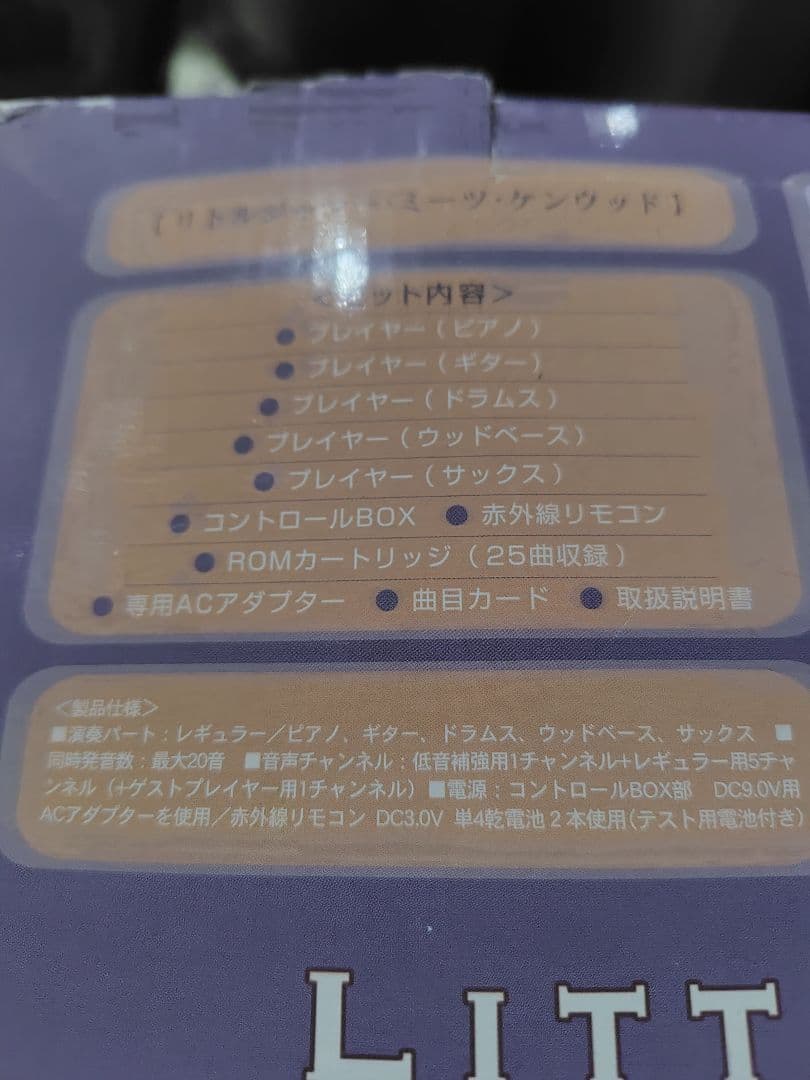 【リトルジャマー・ミーツ・ケンウッド】
＜セット内容＞
●プレイヤー（ピアノ）
●プレイヤー（ギター）
●プレイヤー（ドラムス）
●プレイヤー（ウッドベース）
●プレイヤー（サックス）
●コントロールBOX ●赤外線リモコン
●ROMカートリッジ（25曲収録）
●専用ACアダプター ●曲目カード ●取扱説明書
＜製品仕様＞
■演奏パート：レギュラー／ピアノ、ギター、ドラムス、ウッドベース、サックス ■
同時発音数：最大20音 ■音声チャンネル：低音補強用1チャンネル+レギュラー用5チャ
ンネル（+ゲストプレイヤー用1チャンネル）■電源：コントロールBOX部 DC9.0V用
ACアダプターを使用／赤外線リモコン DC3.0V 単4乾電池2本使用(テスト用電池付き)
LITT